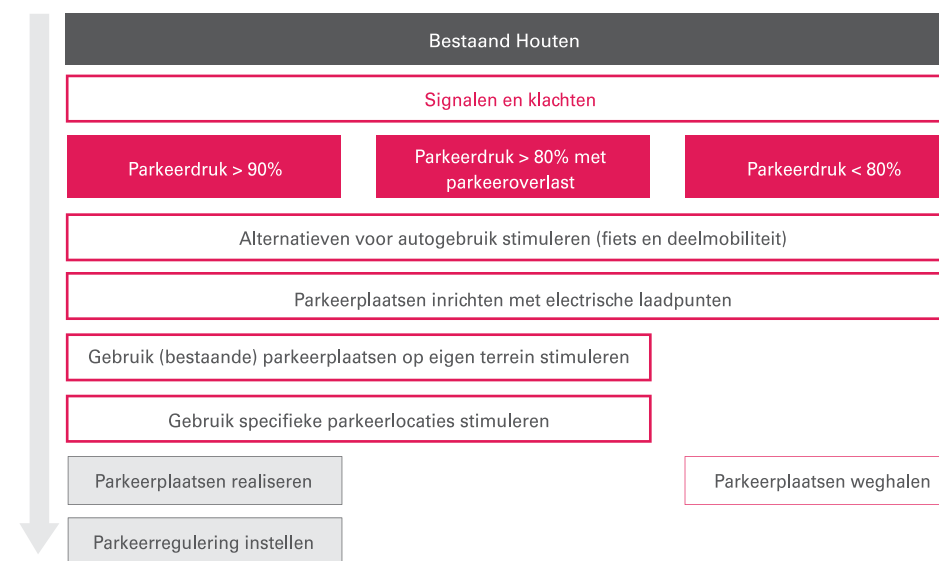 Bestaand Houten
Signalen en klachten
Parkeerdruk > 90%
Parkeerdruk > 80% met
parkeeroverlast
Parkeerdruk < 80%
Alternatieven voor autogebruik stimuleren (fiets en deelmobiliteit)
Parkeerplaatsen inrichten met electrische laadpunten
Gebruik (bestaande) parkeerplaatsen op eigen terrein stimuleren
Gebruik specifieke parkeerlocaties stimuleren
Parkeerplaatsen realiseren
Parkeerplaatsen weghalen
Parkeerregulering instellen